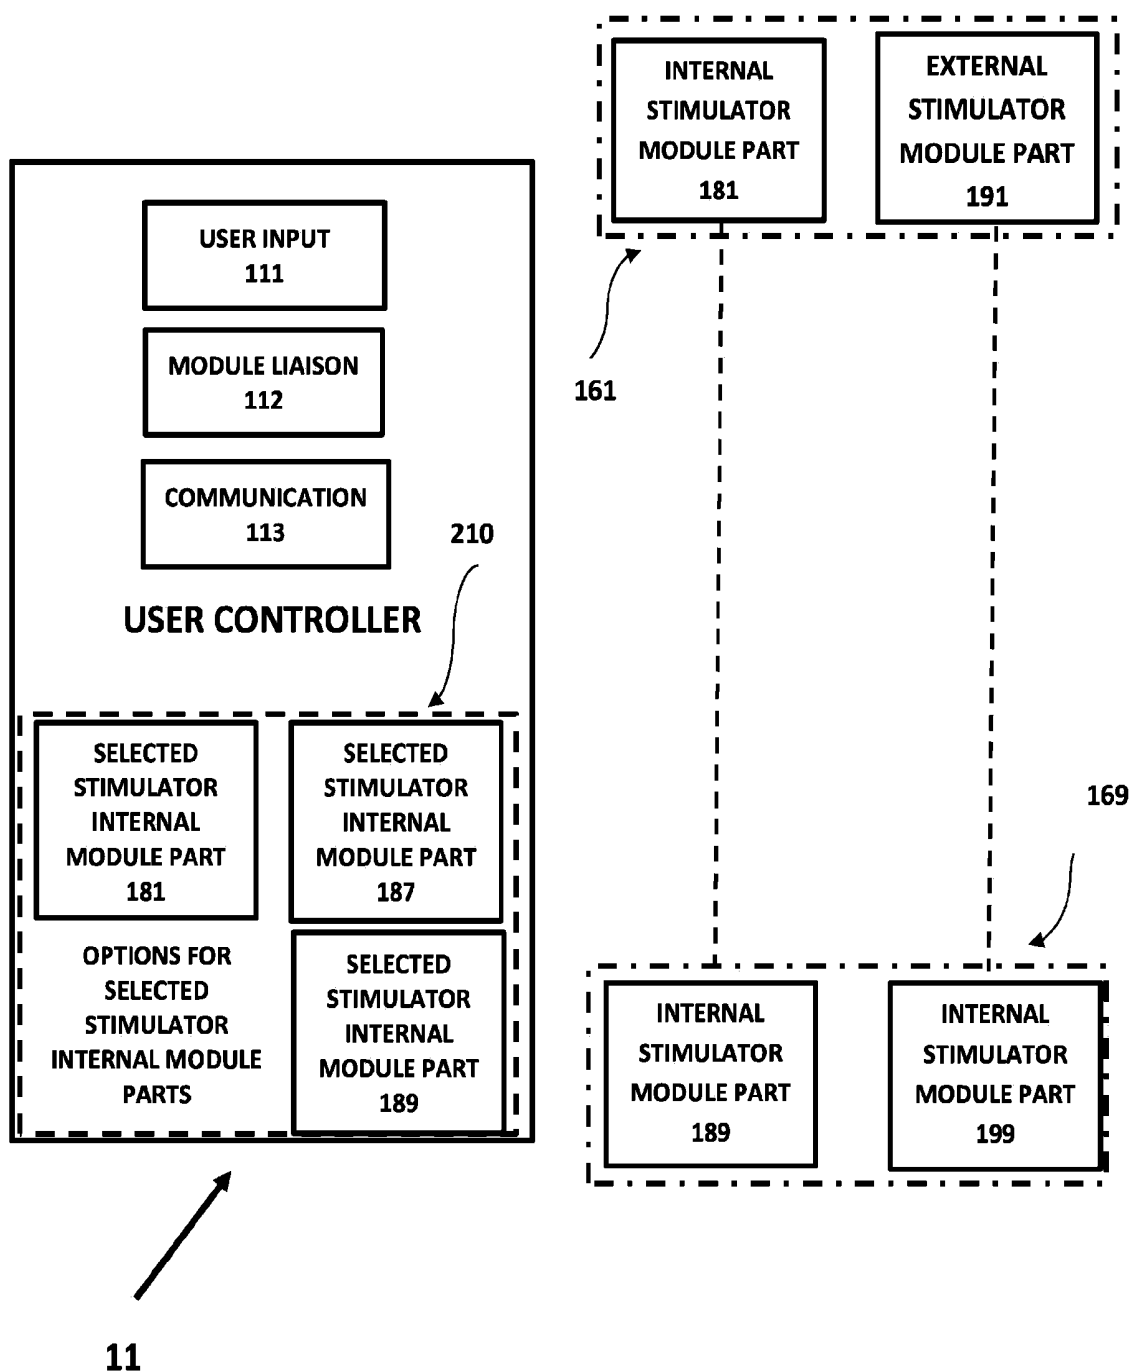 INTERNAL
STIMULATOR
MODULE PART
181
EXTERNAL
STIMULATOR
MODULE PART
191
161
USER INPUT
111
MODULE LIAISON
112
COMMUNICATION
113
210
USER CONTROLLER
SELECTED
STIMULATOR
INTERNAL
MODULE PART
181
SELECTED
STIMULATOR
INTERNAL
MODULE PART
187
OPTIONS FOR
SELECTED
STIMULATOR
INTERNAL MODULE
PARTS
SELECTED
STIMULATOR
INTERNAL
MODULE PART
189
169
INTERNAL
STIMULATOR
MODULE PART
189
INTERNAL
STIMULATOR
MODULE PART
199
11